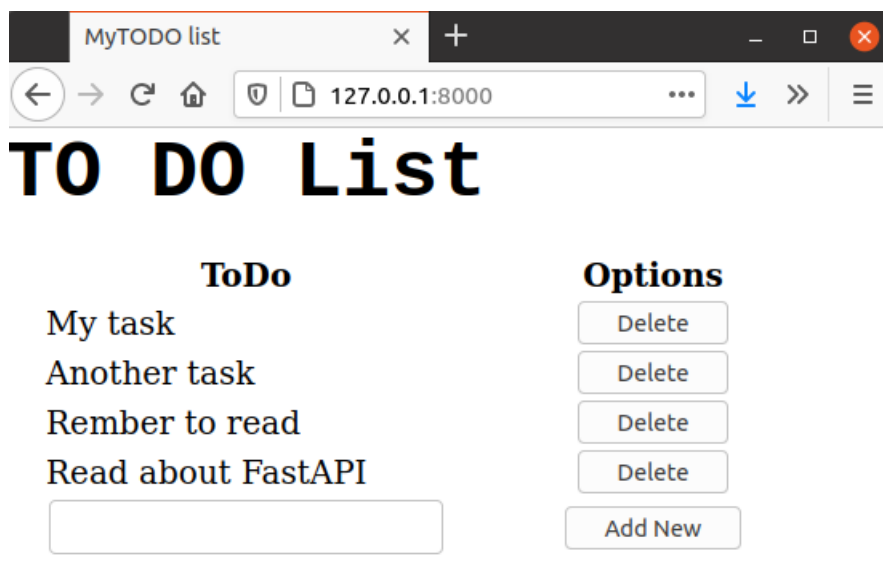 MyTODO list
127.0.0.1:8000
TO DO List
ToDo Options
My task Delete
Another task Delete
Rember to read Delete
Read about FastAPI Delete
Add New